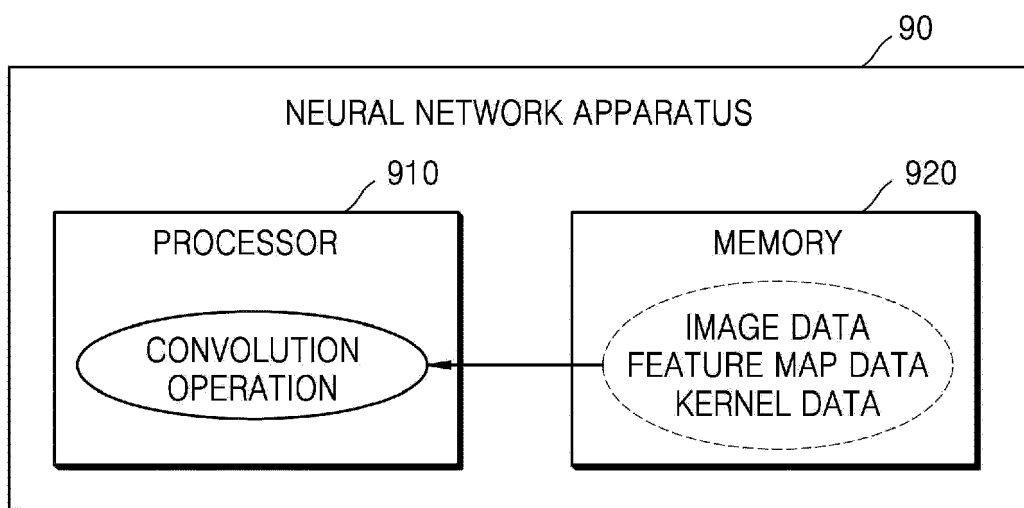 90
NEURAL NETWORK APPARATUS
910
920
PROCESSOR
MEMORY
CONVOLUTION
OPERATION
IMAGE DATA
FEATURE MAP DATA
KERNEL DATA